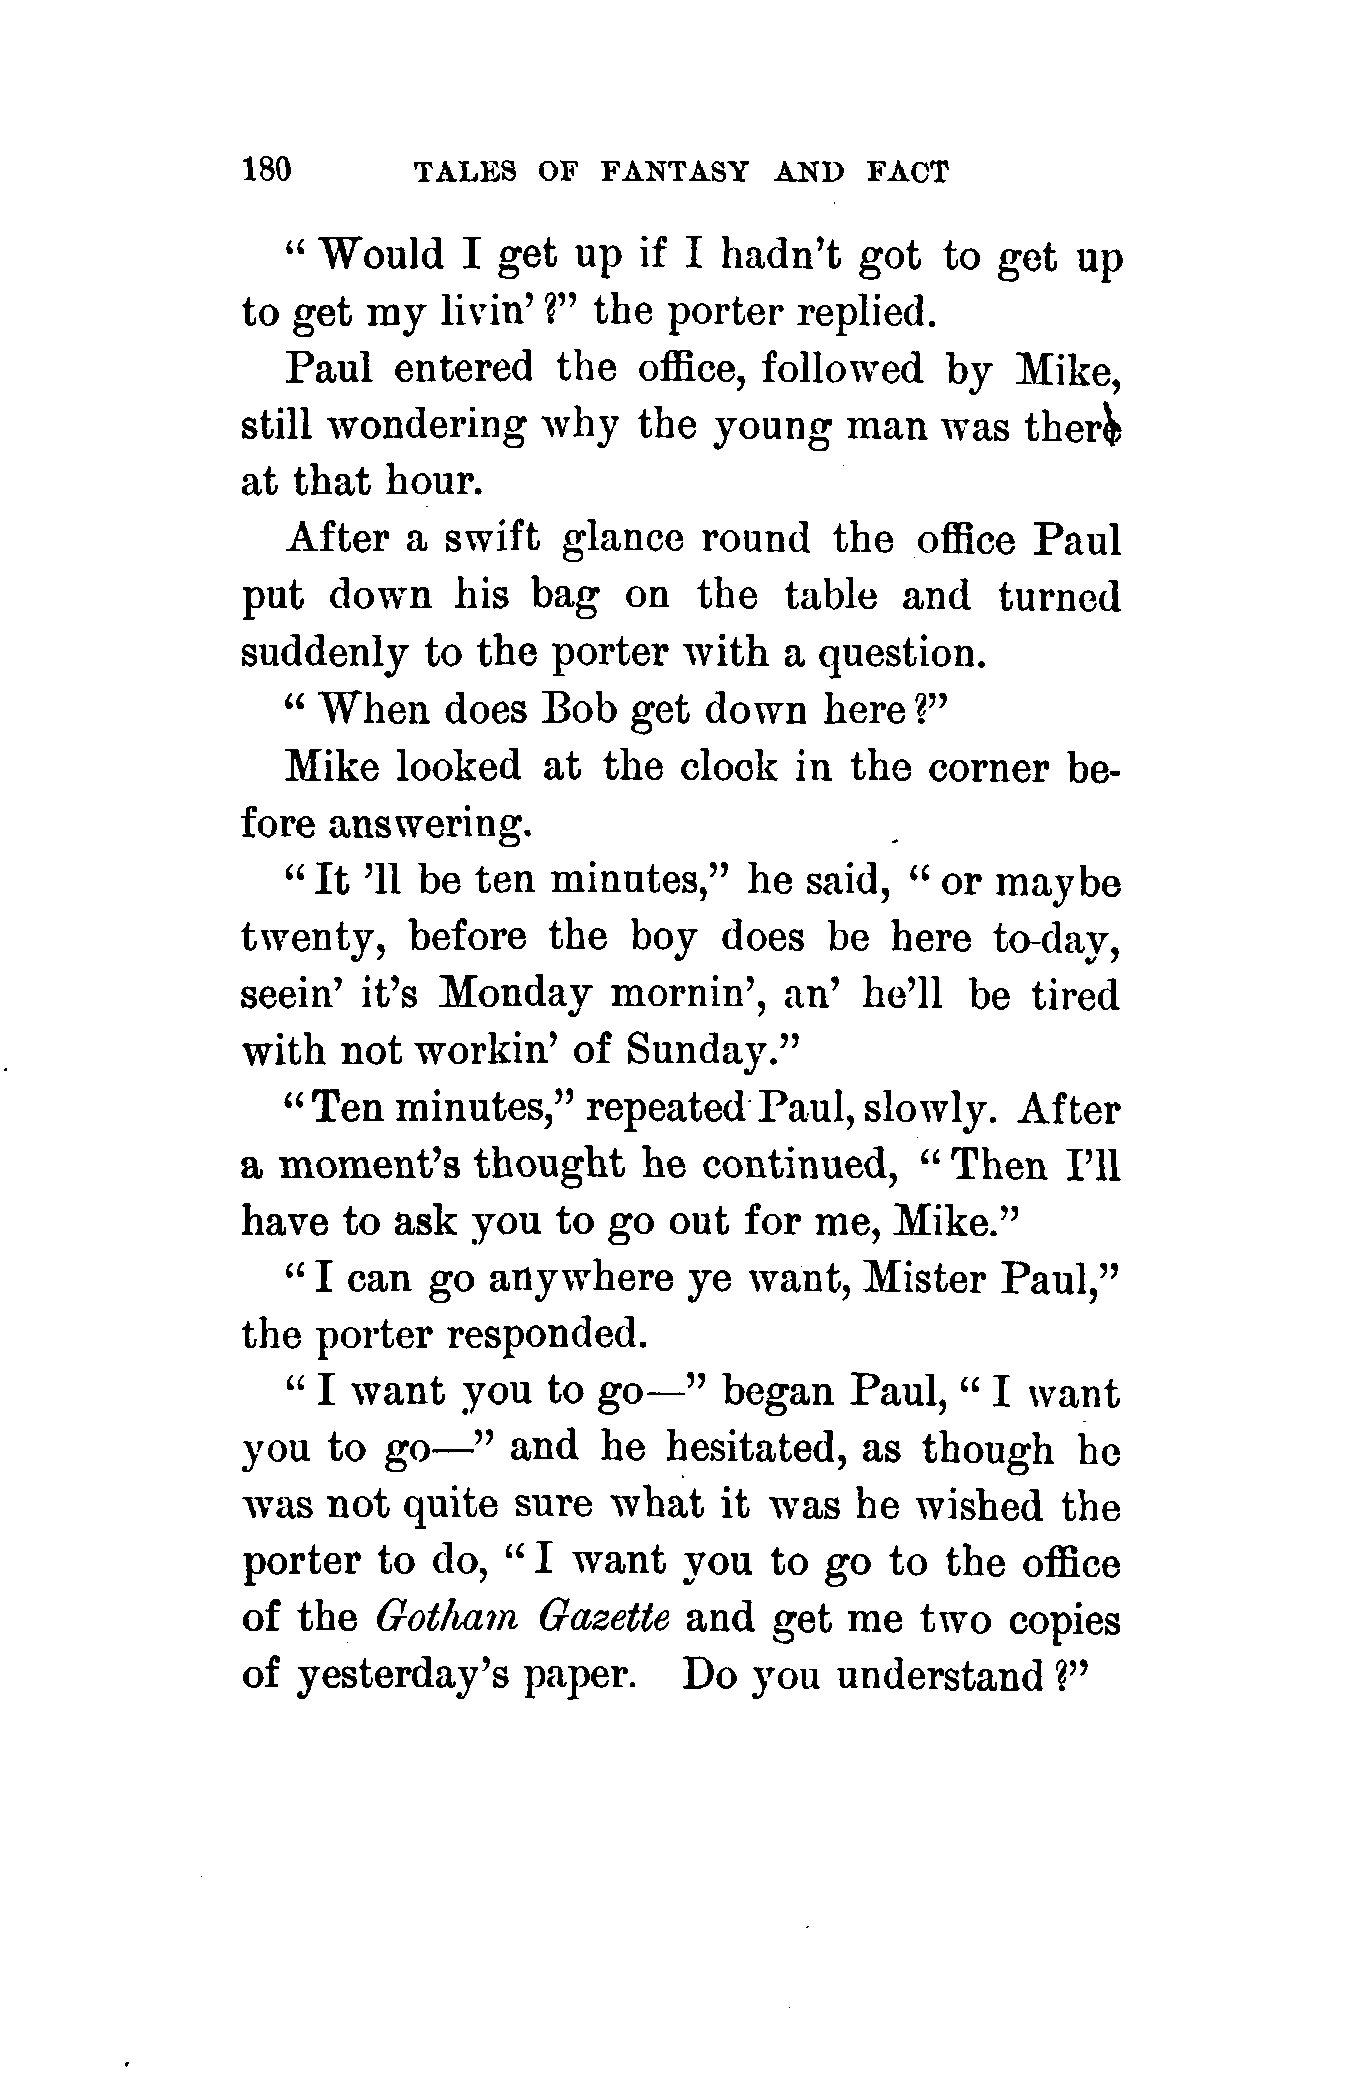 180 TALES OF FANTASY AND FACT
“ Would I get up if I hadn’t got to get up
to get my livin’ ?” the porter replied.
Paul entered the office, followed by Mike,
still wondering why the young man was there
at that hour.
After a swift glance round the office Paul
put down his bag on the table and turned
suddenly to the porter with a question.
“ When does Bob get down here ?”
Mike looked at the clock in the corner be-
fore answering.
“ It ’ll be ten minutes,” he said, “ or maybe
twenty, before the boy does be here to-day,
seein’ it’s Monday mornin’, an’ he’ll be tired
with not workin’ of Sunday.”
“ Ten minutes,” repeated Paul, slowly. After
a moment’s thought he continued, “ Then I’ll
have to ask you to go out for me, Mike.”
“ I can go anywhere ye want, Mister Paul,”
the porter responded.
“ I want you to go—” began Paul, “ I want
you to go—” and he hesitated, as though he
was not quite sure what it was he wished the
porter to do, “ I want you to go to the office
of the Gotham Gazette and get me two copies
of yesterday’s paper. Do you understand ?”